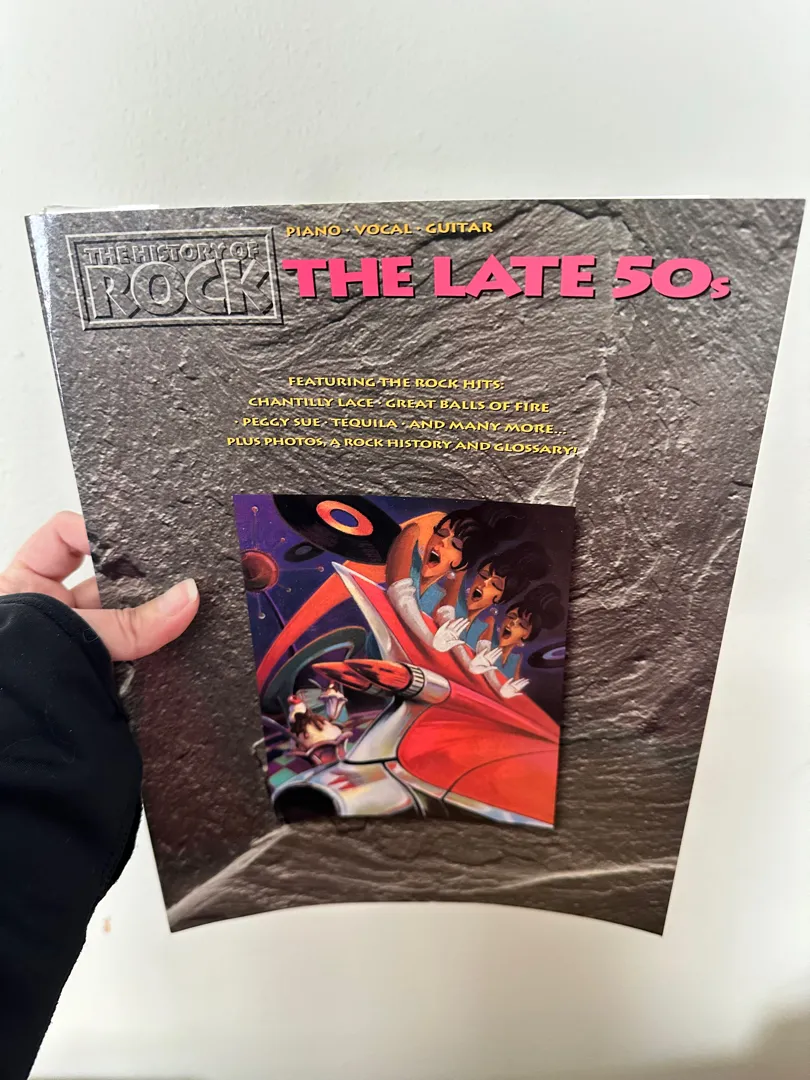 PIANO • VOCAL • GUITAR
THE HISTORY OF
ROCK
THE LATE 50s
FEATURING THE ROCK HITS:
CHANTILLY LACE • GREAT BALLS OF FIRE
• PEGGY SUE • TEQUILA • AND MANY MORE...
PLUS PHOTOS, A ROCK HISTORY AND GLOSSARY!